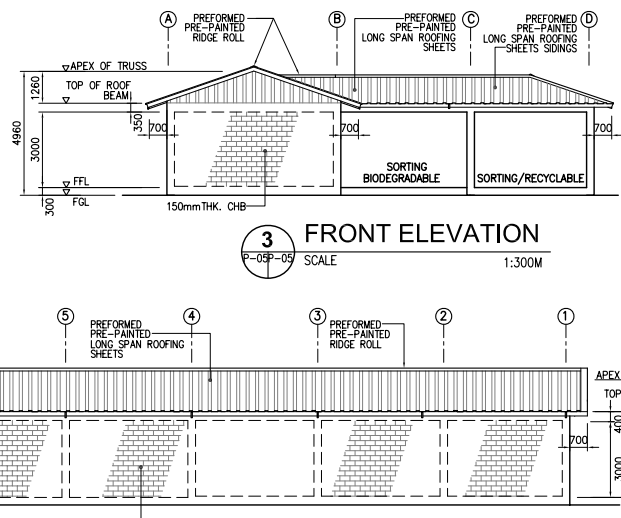 A
B
C
D
PREFORMED
PRE-PAINTED
RIDGE ROLL
PREFORMED
PRE-PAINTED
LONG SPAN ROOFING
SHEETS
PREFORMED
PRE-PAINTED
LONG SPAN ROOFING
SHEETS SIDINGS
APEX OF TRUSS
TOP OF ROOF
BEAM
1260
350
4960
3000
300
700
700
700
FFL
FGL
SORTING
BIODEGRADABLE
SORTING/RECYCLABLE
150mmTHK. CHB
3
P-05 P-05
FRONT ELEVATION
SCALE 1:300M
5
4
3
2
1
PREFORMED
PRE-PAINTED
LONG SPAN ROOFING
SHEETS
PREFORMED
PRE-PAINTED
RIDGE ROLL
APEX
TOP
400
700
3000